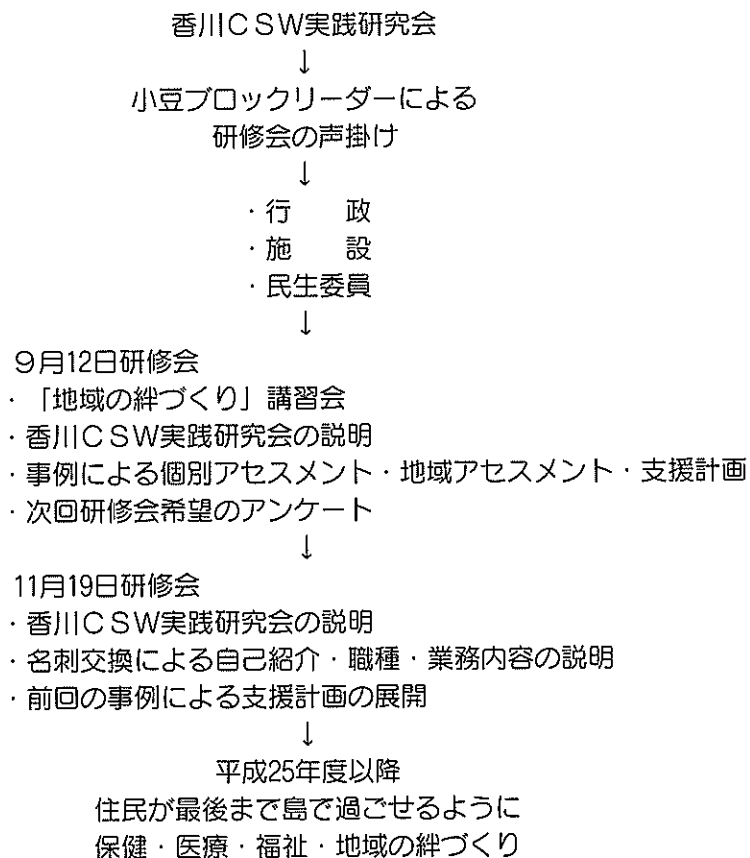 香川ＣＳＷ実践研究会
↓
小豆ブロックリーダーによる
研修会の声掛け
↓
・行　　政
・施　　設
・民生委員
↓
９月12日研修会
・「地域の絆づくり」講習会
・香川ＣＳＷ実践研究会の説明
・事例による個別アセスメント・地域アセスメント・支援計画
・次回研修会希望のアンケート
↓
11月19日研修会
・香川ＣＳＷ実践研究会の説明
・名刺交換による自己紹介・職種・業務内容の説明
・前回の事例による支援計画の展開
↓
平成25年度以降
住民が最後まで島で過ごせるように
保健・医療・福祉・地域の絆づくり